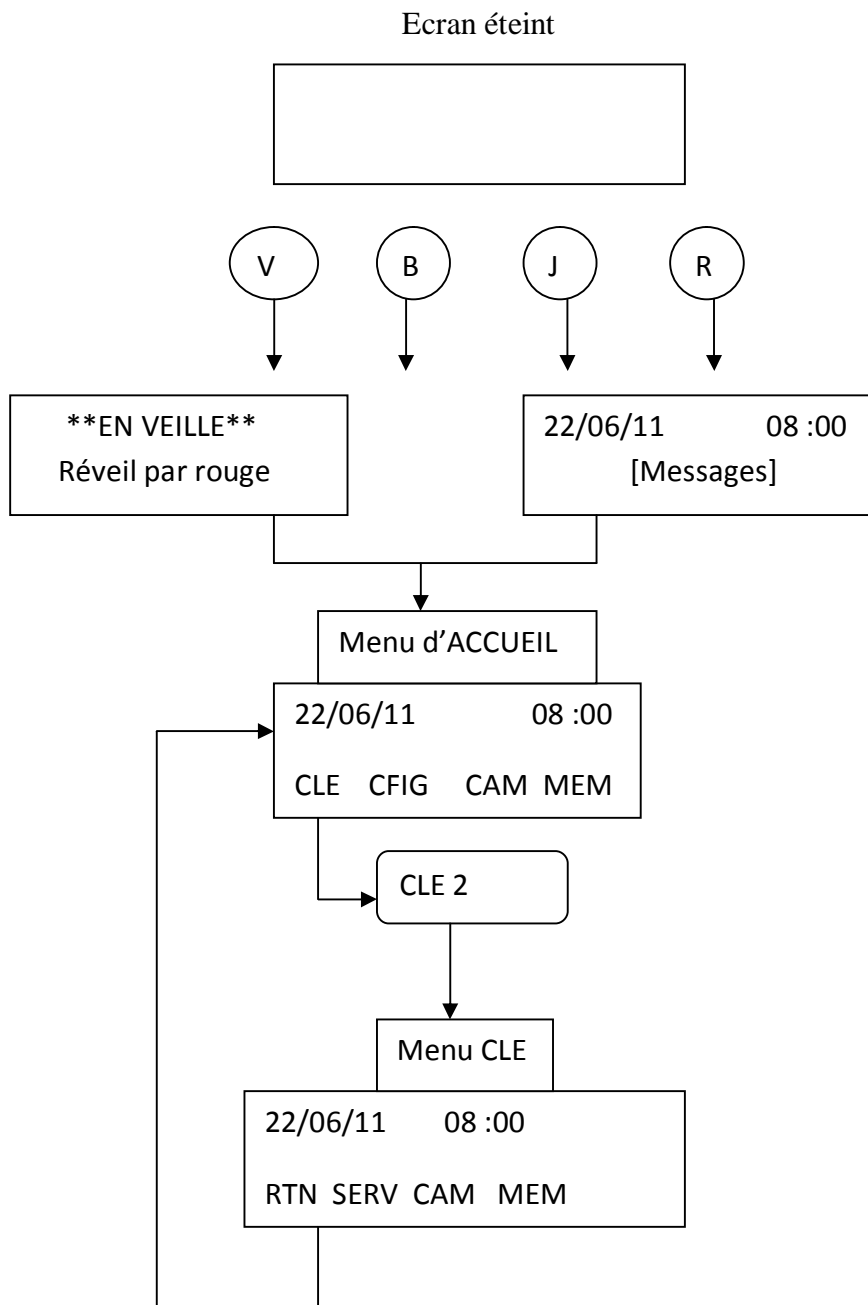 Ecran éteint
V B J R
**EN VEILLE**
Réveil par rouge
22/06/11 08 :00
[Messages]
Menu d’ACCUEIL
22/06/11 08 :00
CLE CFIG CAM MEM
CLE 2
Menu CLE
22/06/11 08 :00
RTN SERV CAM MEM